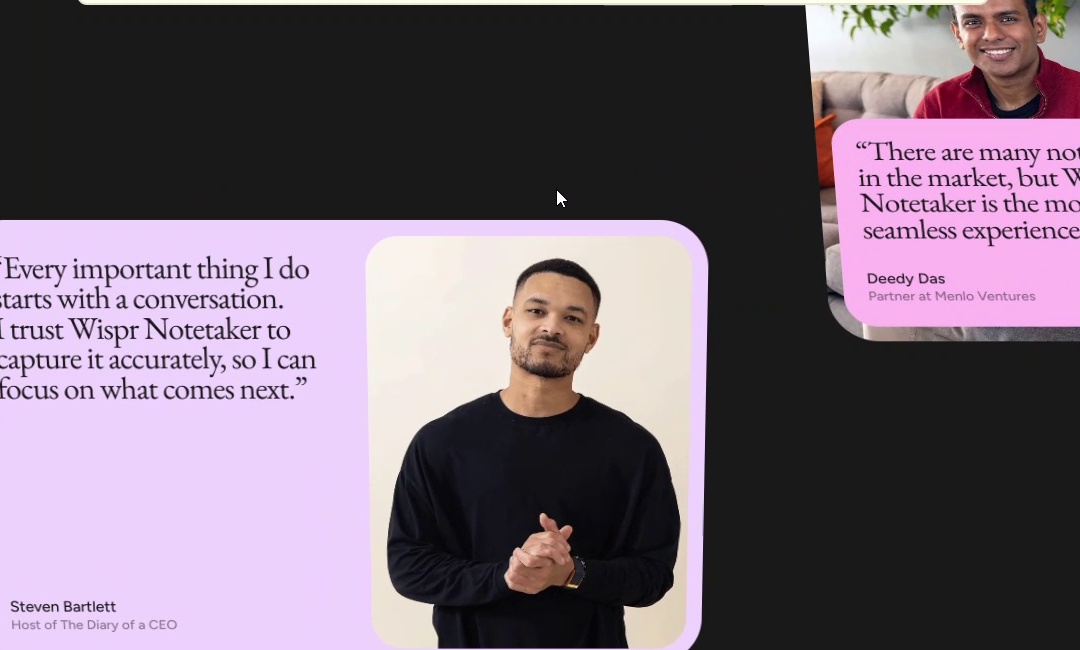 “Every important thing I do
starts with a conversation.
I trust Wispr Notetaker to
capture it accurately, so I can
focus on what comes next.”
Steven Bartlett
Host of The Diary of a CEO
“There are many
in the market, but
Notetaker is the
seamless experience
Deedy Das
Partner at Menlo Ventures